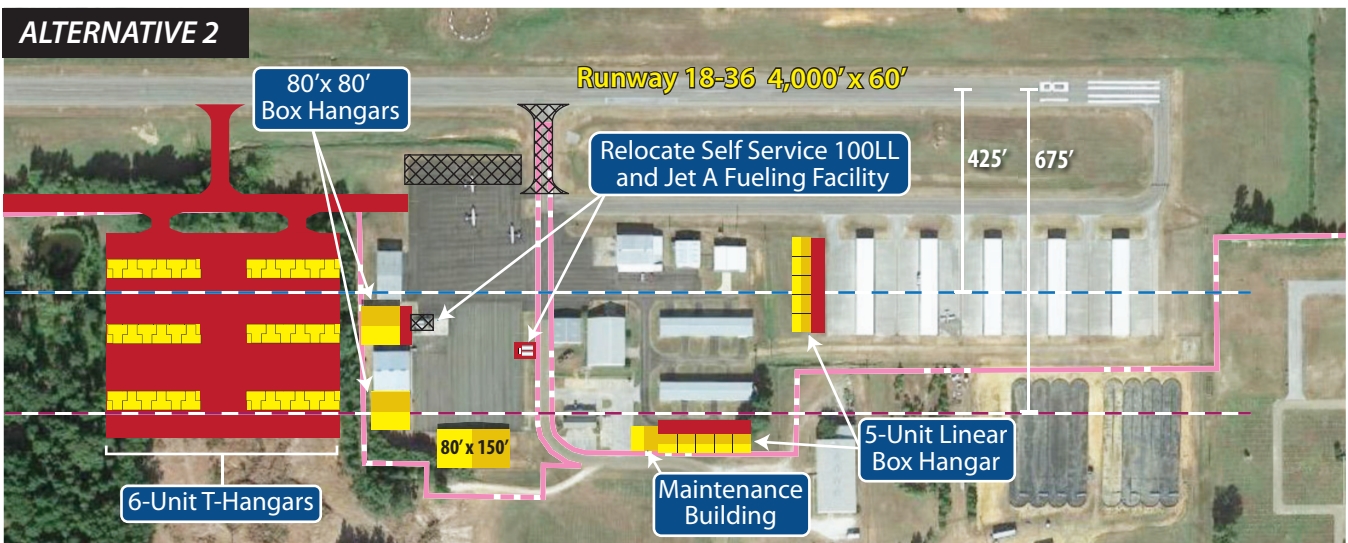 ALTERNATIVE 2
80'x 80'
Box Hangars
Runway 18-36 4,000' x 60'
Relocate Self Service 100LL
and Jet A Fueling Facility
425'
675'
80' x 150'
6-Unit T-Hangars
Maintenance
Building
5-Unit Linear
Box Hangar